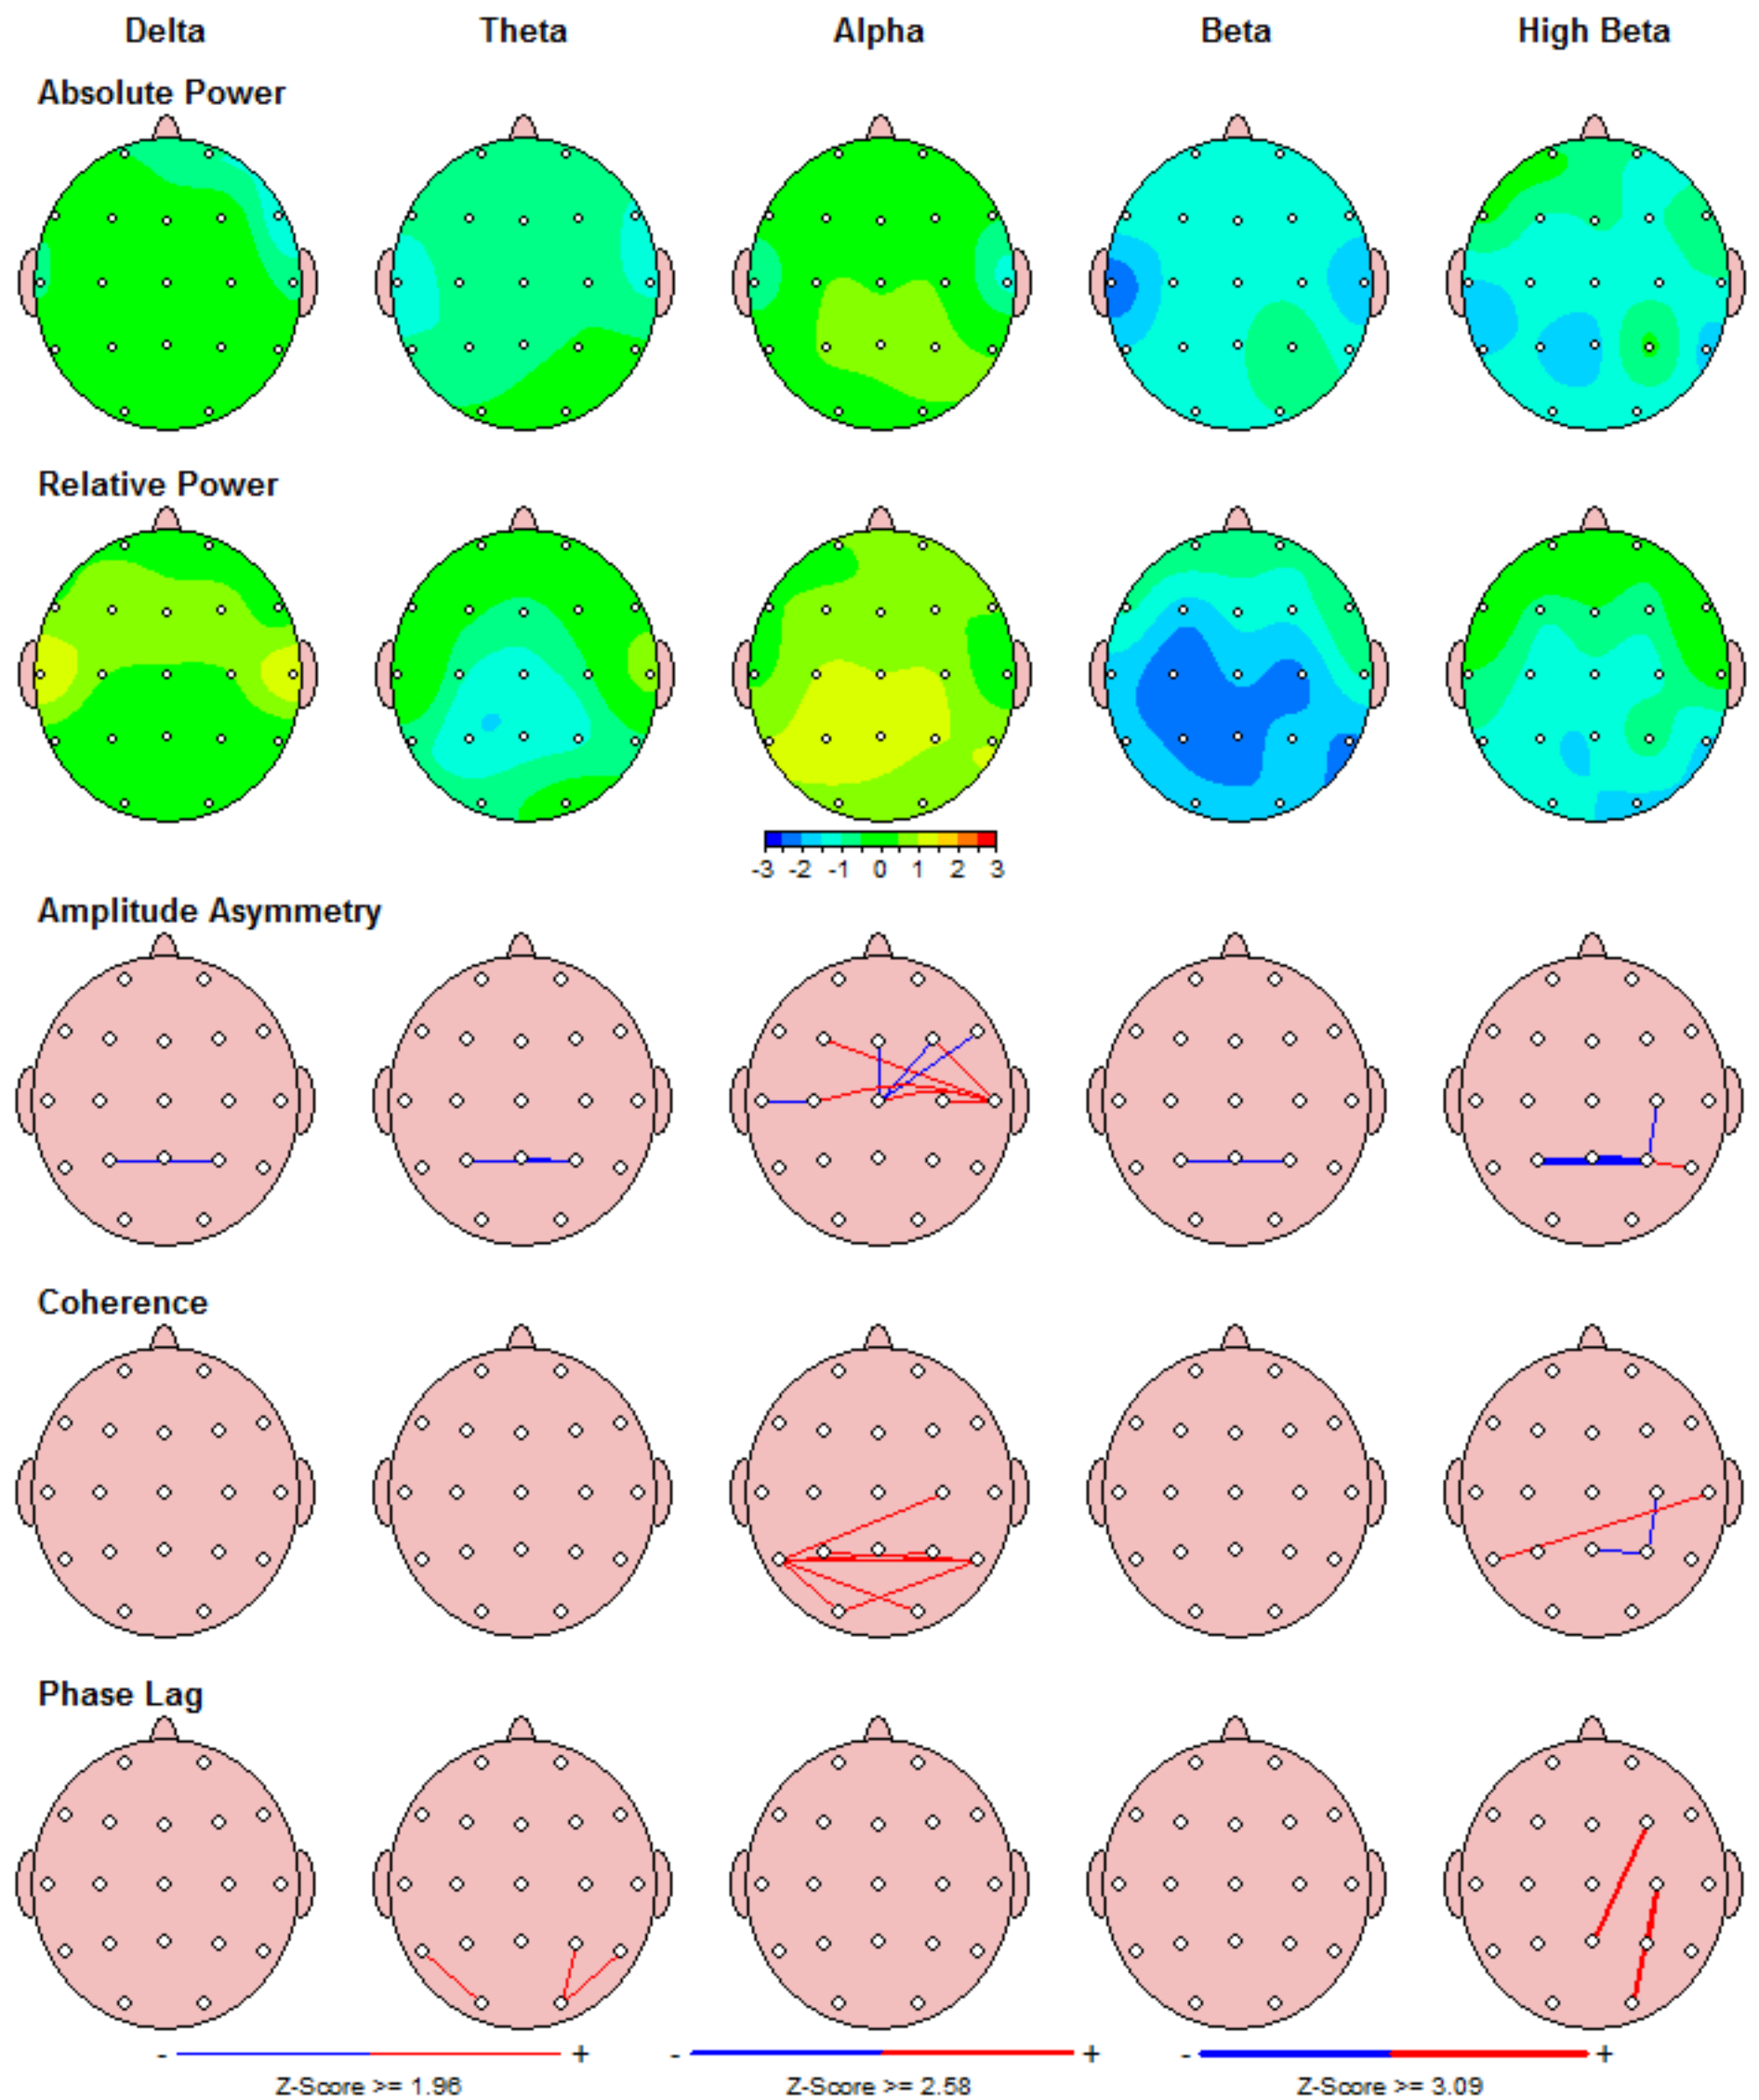 Delta Theta Alpha Beta High Beta
Absolute Power
Relative Power
-3 -2 -1 0 1 2 3
Amplitude Asymmetry
Coherence
Phase Lag
- + - + - +
Z-Score >= 1.96 Z-Score >= 2.58 Z-Score >= 3.09